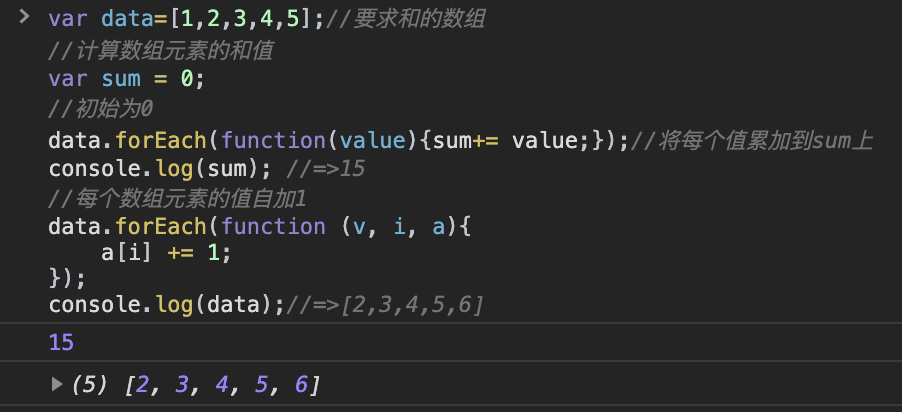 var data=[1,2,3,4,5];//要求和的数组
//计算数组元素的和值
var sum = 0;
//初始为0
data.forEach(function(value){sum+= value;});//将每个值累加到sum上
console.log(sum); //=>15
//每个数组元素的值自加1
data.forEach(function (v, i, a){
    a[i] += 1;
});
console.log(data);//=>[2,3,4,5,6]
15
(5) [2, 3, 4, 5, 6]